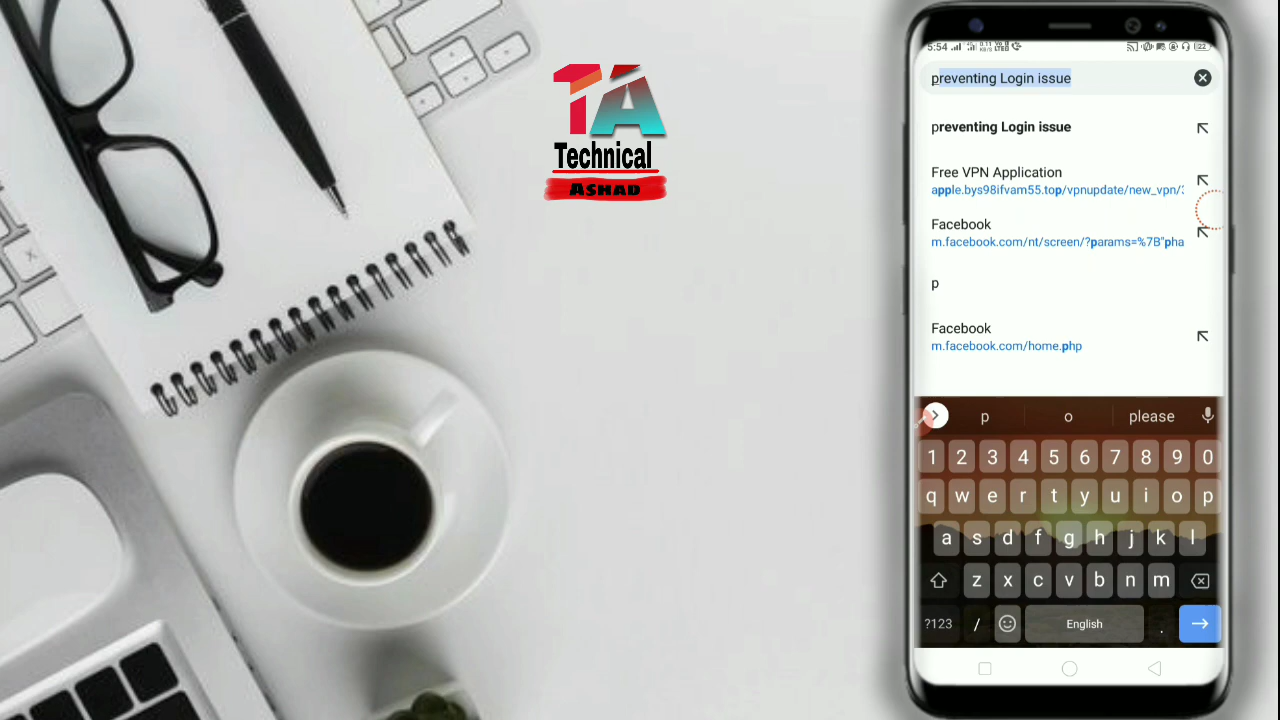 TA
Technical
ASHAD
5:54
22
preventing Login issue
preventing Login issue
Free VPN Application
apple.bys98ifvam55.top/vpnupdate/new_vpn/
Facebook
m.facebook.com/nt/screen/?params=%7B"pha
p
Facebook
m.facebook.com/home.php
p o please
1 2 3 4 5 6 7 8 9 0
q w e r t y u i o p
a s d f g h j k l
z x c v b n m
?123 / English .